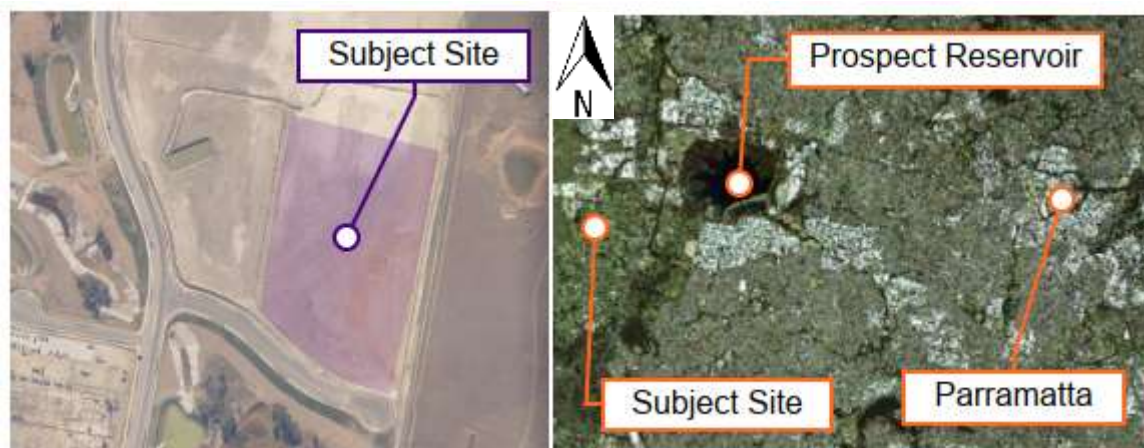 Subject Site
N
Prospect Reservoir
Subject Site
Parramatta